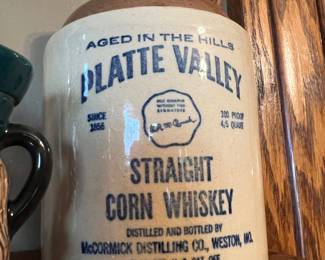 AGED IN THE HILLS
PLATTE VALLEY
SINCE
1856
100 PROOF
4/5 QUART
STRAIGHT
CORN WHISKEY
DISTILLED AND BOTTLED BY
McCORMICK DISTILLING CO., WESTON, MO.